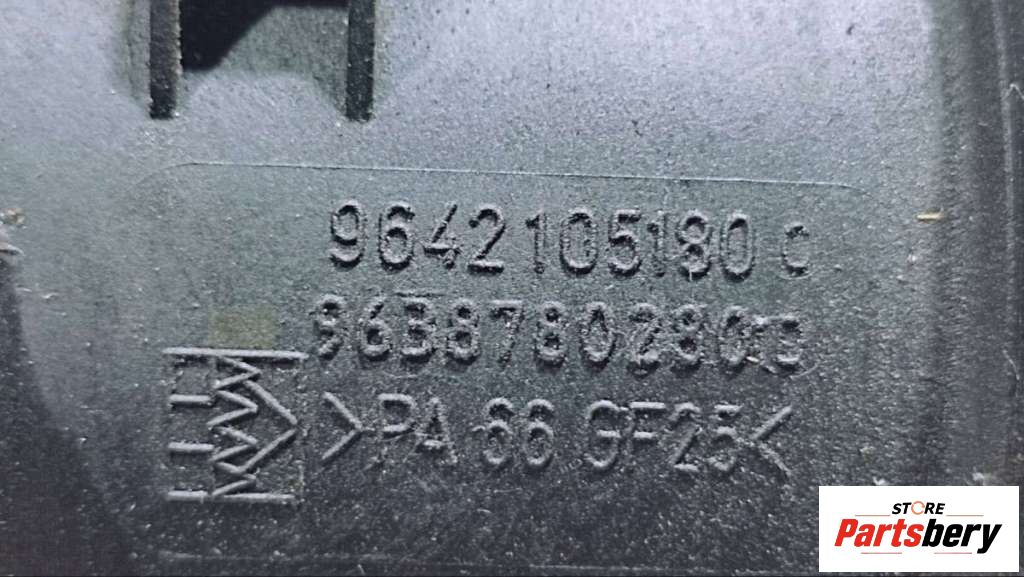 9642105180 C
9638780280 B
>PA 66 GF25<
STORE
Partsbery